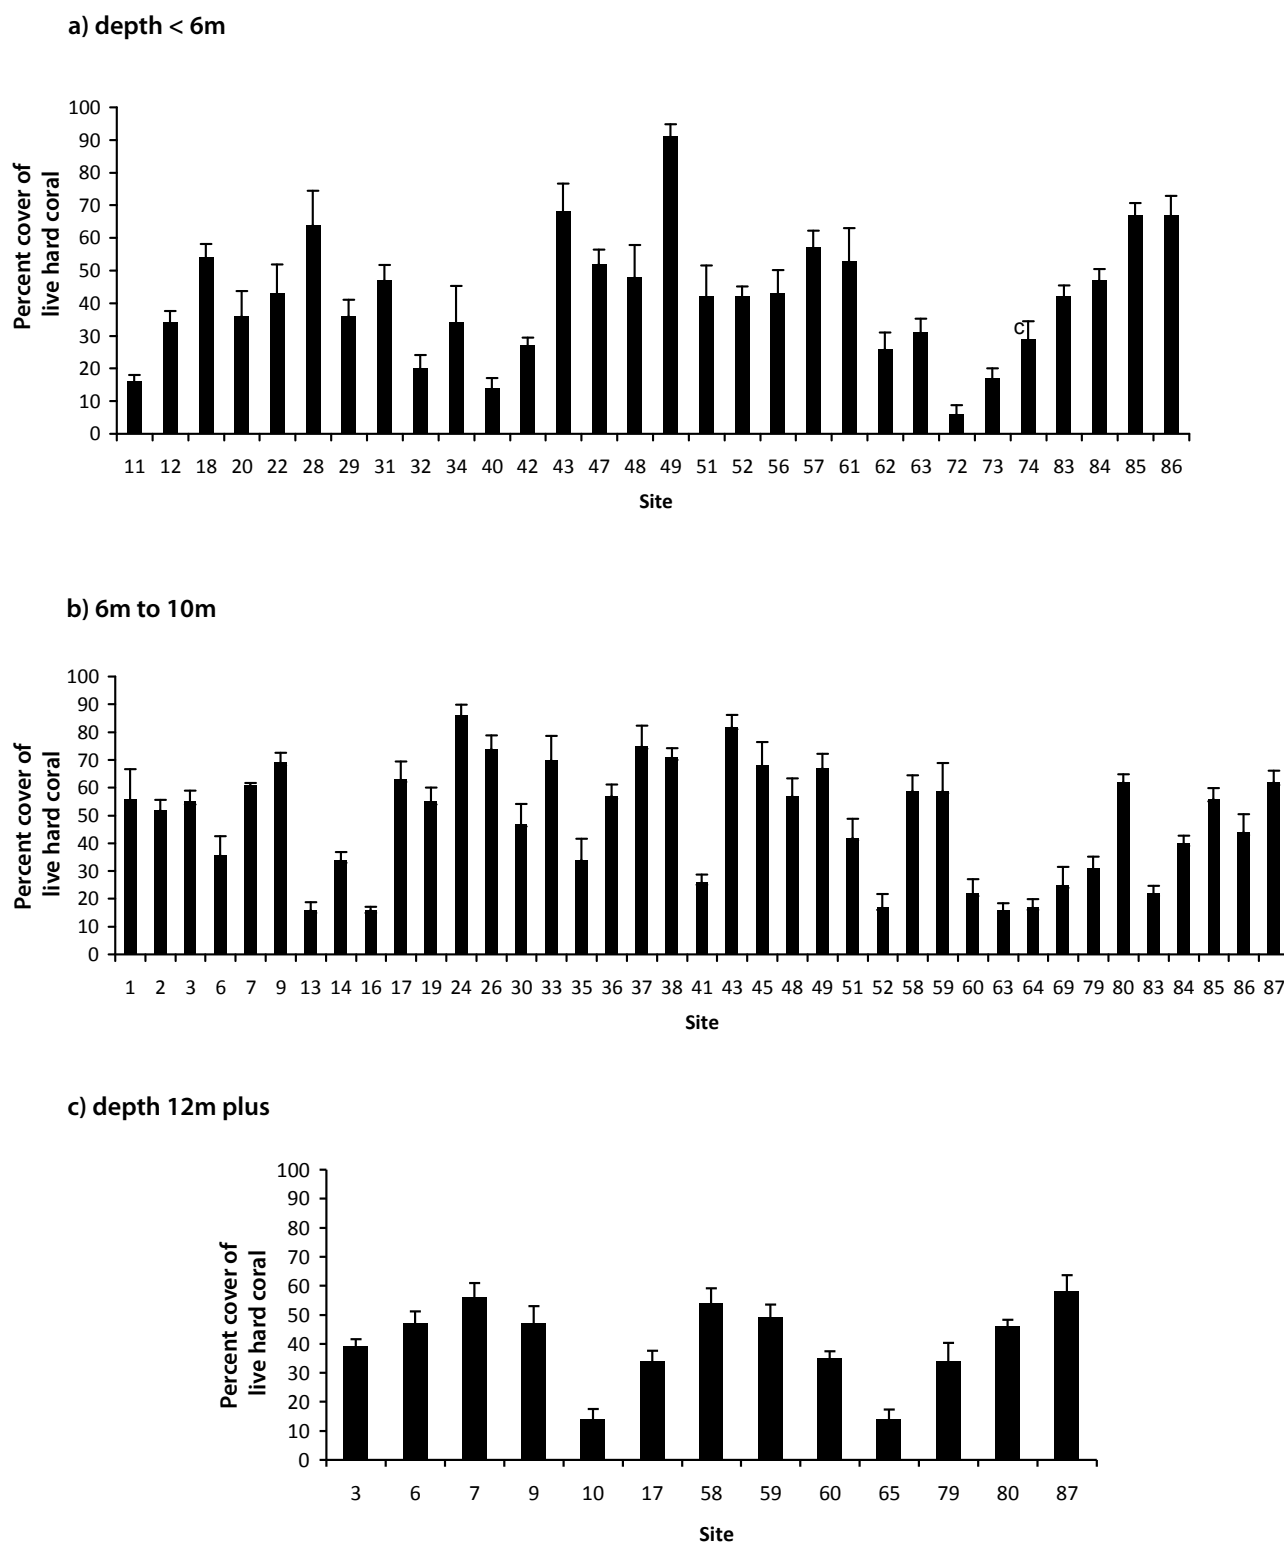 a) depth < 6m
100
90
80
70
60
50
40
30
20
10
0
Percent cover of
live hard coral
c
11 12 18 20 22 28 29 31 32 34 40 42 43 47 48 49 51 52 56 57 61 62 63 72 73 74 83 84 85 86
Site
b) 6m to 10m
100
90
80
70
60
50
40
30
20
10
0
Percent cover of
live hard coral
1 2 3 6 7 9 13 14 16 17 19 24 26 30 33 35 36 37 38 41 43 45 48 49 51 52 58 59 60 63 64 69 79 80 83 84 85 86 87
Site
c) depth 12m plus
100
90
80
70
60
50
40
30
20
10
0
Percent cover of
live hard coral
3 6 7 9 10 17 58 59 60 65 79 80 87
Site